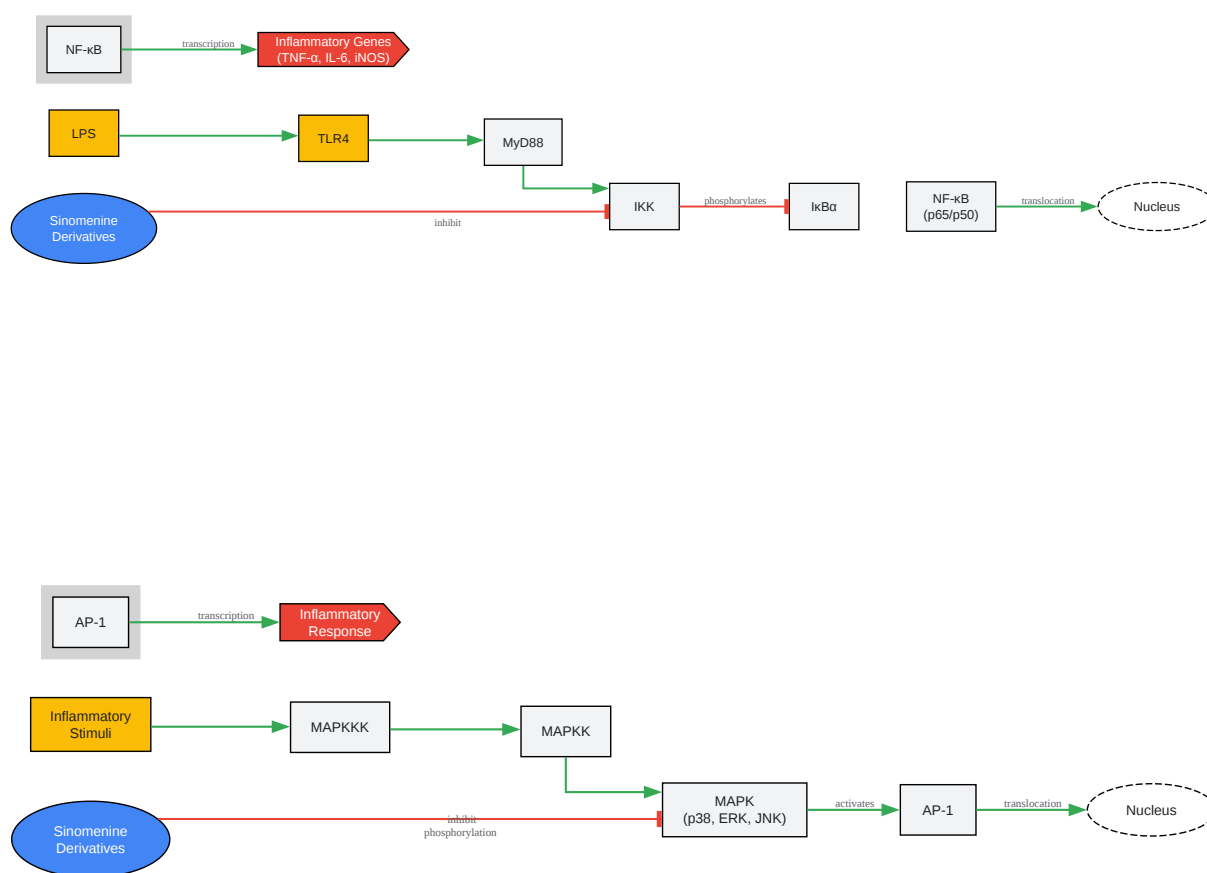 NF-κB
transcription
Inflammatory Genes
(TNF-α, IL-6, iNOS)
LPS
TLR4
MyD88
Sinomenine
Derivatives
inhibit
IKK
phosphorylates
IκBα
NF-κB
(p65/p50)
translocation
Nucleus
AP-1
transcription
Inflammatory
Response
Inflammatory
Stimuli
MAPKKK
MAPKK
Sinomenine
Derivatives
inhibit
phosphorylation
MAPK
(p38, ERK, JNK)
activates
AP-1
translocation
Nucleus